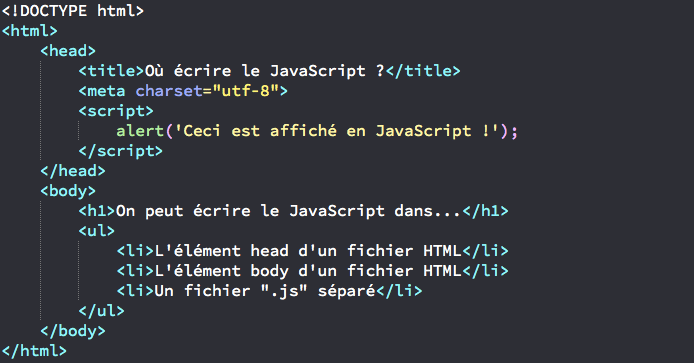 <!DOCTYPE html>
<html>
    <head>
        <title>Où écrire le JavaScript ?</title>
        <meta charset="utf-8">
        <script>
            alert('Ceci est affiché en JavaScript !');
        </script>
    </head>
    <body>
        <h1>On peut écrire le JavaScript dans...</h1>
        <ul>
            <li>L'élément head d'un fichier HTML</li>
            <li>L'élément body d'un fichier HTML</li>
            <li>Un fichier ".js" séparé</li>
        </ul>
    </body>
</html>